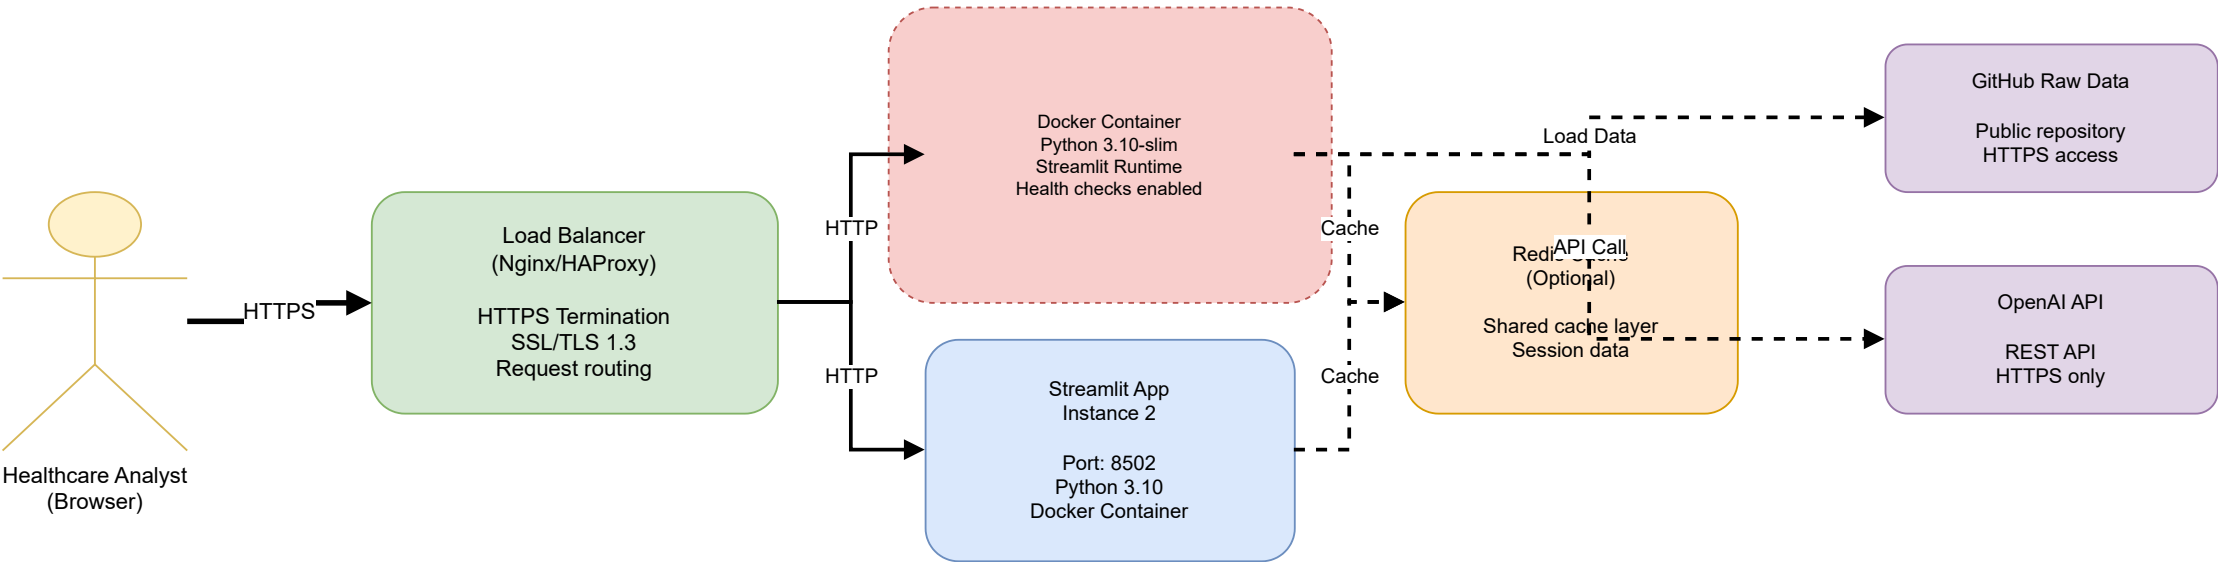 Healthcare Analyst
(Browser)
HTTPS
Load Balancer
(Nginx/HAProxy)
HTTPS Termination
SSL/TLS 1.3
Request routing
HTTP
HTTP
Docker Container
Python 3.10-slim
Streamlit Runtime
Health checks enabled
Streamlit App
Instance 2
Port: 8502
Python 3.10
Docker Container
Cache
Cache
Load Data
API Call
Redis Cache
(Optional)
Shared cache layer
Session data
GitHub Raw Data
Public repository
HTTPS access
OpenAI API
REST API
HTTPS only